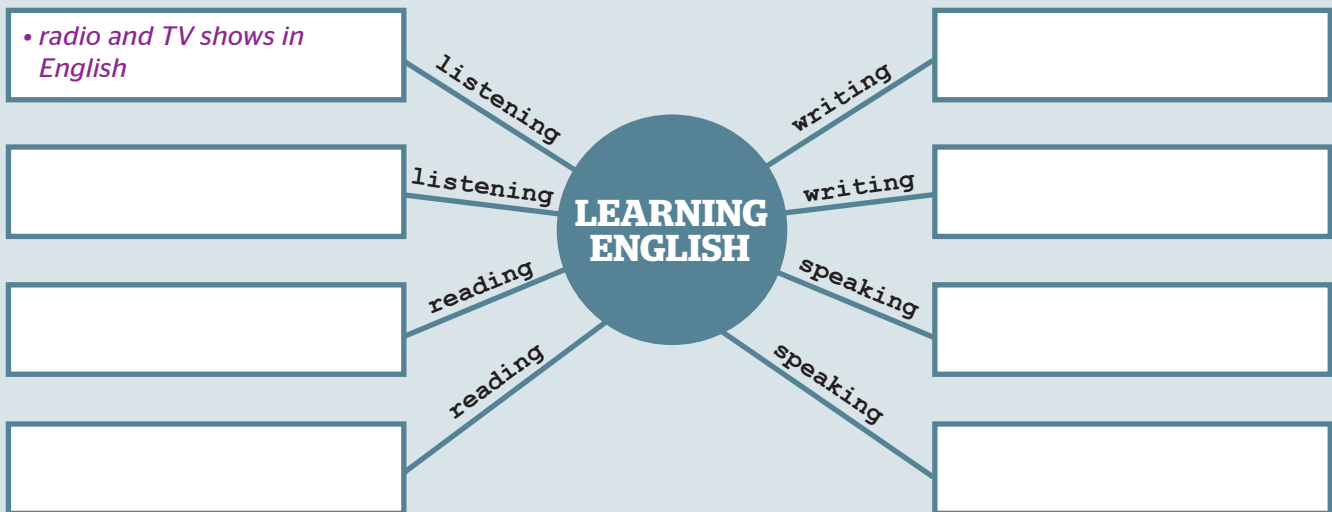 • radio and TV shows in
English
listening
listening
reading
reading
LEARNING
ENGLISH
writing
writing
speaking
speaking